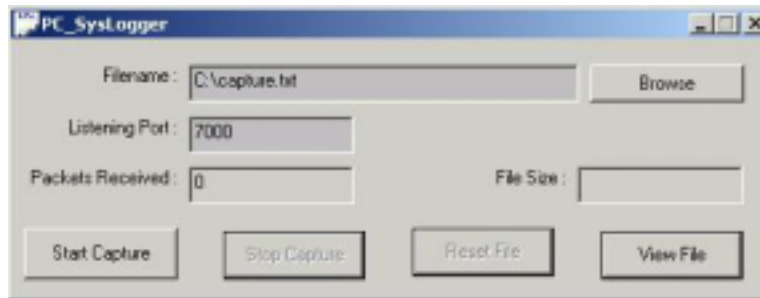 PC_SysLogger
Filename : C:\capture.txt Browse
Listening Port : 7000
Packets Received : 0 File Size :
Start Capture Stop Capture Reset File View File